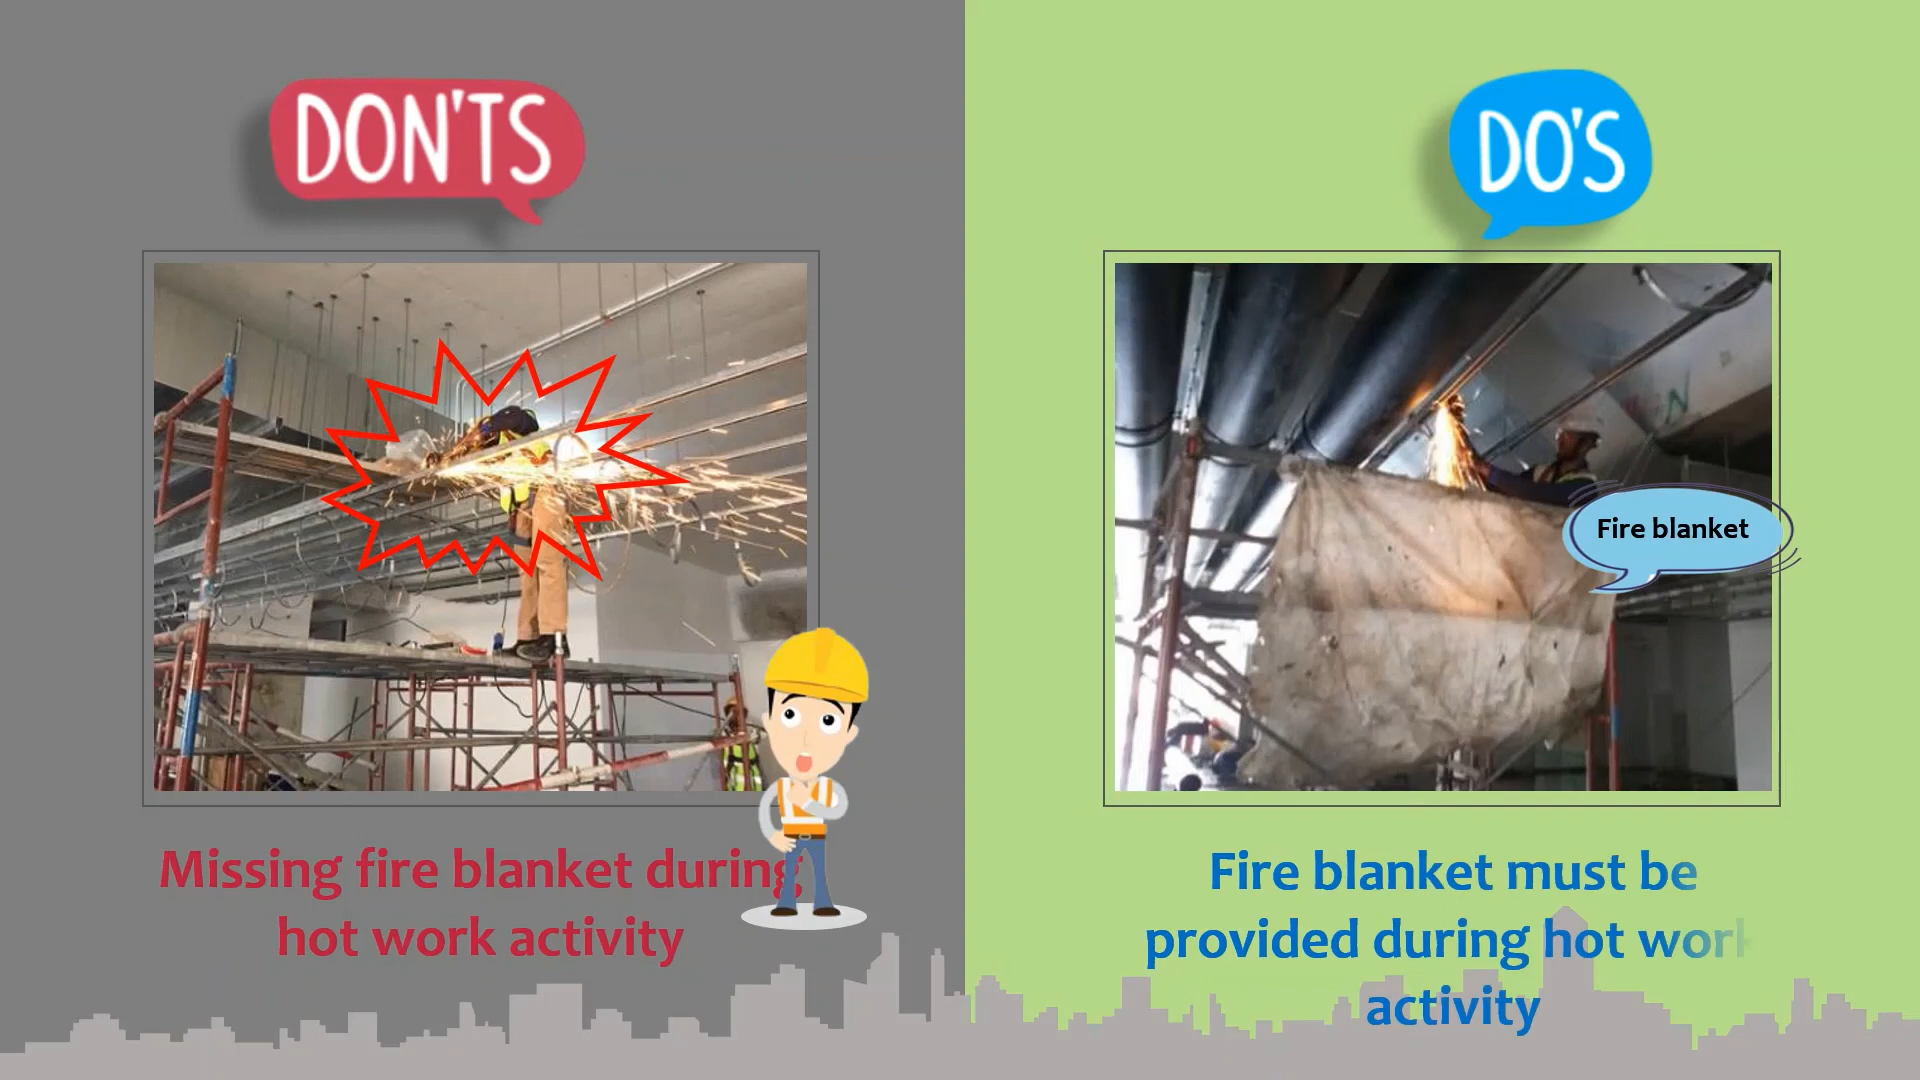 DON'TS
Missing fire blanket during
hot work activity
DO'S
Fire blanket
Fire blanket must be
provided during hot work
activity